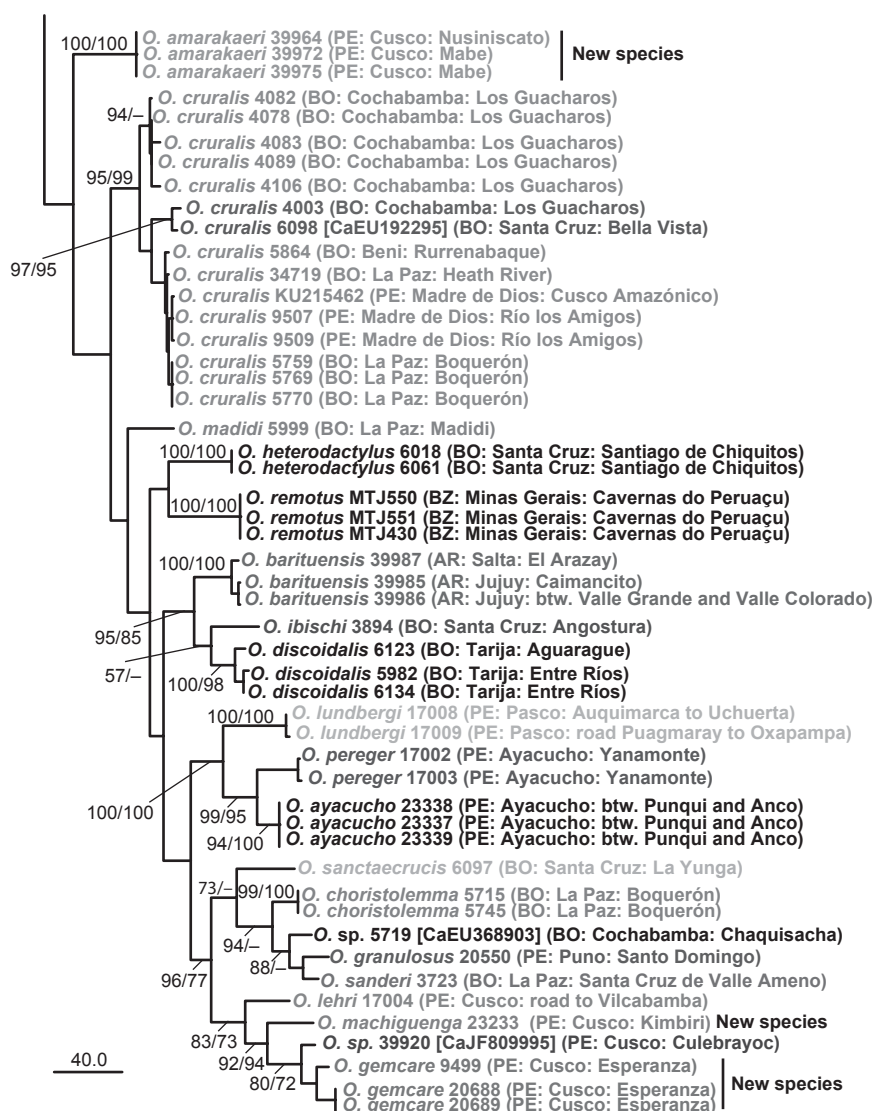 100/100
O. amarakaeri 39964 (PE: Cusco: Nusiniscato)
O. amarakaeri 39972 (PE: Cusco: Mabe)
O. amarakaeri 39975 (PE: Cusco: Mabe)
New species
O. cruralis 4082 (BO: Cochabamba: Los Guacharos)
94/–
O. cruralis 4078 (BO: Cochabamba: Los Guacharos)
O. cruralis 4083 (BO: Cochabamba: Los Guacharos)
O. cruralis 4089 (BO: Cochabamba: Los Guacharos)
95/99
O. cruralis 4106 (BO: Cochabamba: Los Guacharos)
O. cruralis 4003 (BO: Cochabamba: Los Guacharos)
O. cruralis 6098 [CaEU192295] (BO: Santa Cruz: Bella Vista)
97/95
O. cruralis 5864 (BO: Beni: Rurrenabaque)
O. cruralis 34719 (BO: La Paz: Heath River)
O. cruralis KU215462 (PE: Madre de Dios: Cusco Amazónico)
O. cruralis 9507 (PE: Madre de Dios: Río los Amigos)
O. cruralis 9509 (PE: Madre de Dios: Río los Amigos)
O. cruralis 5759 (BO: La Paz: Boquerón)
O. cruralis 5769 (BO: La Paz: Boquerón)
O. cruralis 5770 (BO: La Paz: Boquerón)
O. madidi 5999 (BO: La Paz: Madidi)
100/100
O. heterodactylus 6018 (BO: Santa Cruz: Santiago de Chiquitos)
O. heterodactylus 6061 (BO: Santa Cruz: Santiago de Chiquitos)
100/100
O. remotus MTJ550 (BZ: Minas Gerais: Cavernas do Peruaçu)
O. remotus MTJ551 (BZ: Minas Gerais: Cavernas do Peruaçu)
O. remotus MTJ430 (BZ: Minas Gerais: Cavernas do Peruaçu)
100/100
O. barituensis 39987 (AR: Salta: El Arazay)
O. barituensis 39985 (AR: Jujuy: Caimancito)
O. barituensis 39986 (AR: Jujuy: btw. Valle Grande and Valle Colorado)
95/85
O. ibischi 3894 (BO: Santa Cruz: Angostura)
57/–
O. discoidalis 6123 (BO: Tarija: Aguarague)
100/98
O. discoidalis 5982 (BO: Tarija: Entre Ríos)
O. discoidalis 6134 (BO: Tarija: Entre Ríos)
100/100
O. lundbergi 17008 (PE: Pasco: Auquimarca to Uchuerta)
O. lundbergi 17009 (PE: Pasco: road Puagmaray to Oxapampa)
O. pereger 17002 (PE: Ayacucho: Yanamonte)
O. pereger 17003 (PE: Ayacucho: Yanamonte)
100/100
99/95
O. ayacucho 23338 (PE: Ayacucho: btw. Punqui and Anco)
O. ayacucho 23337 (PE: Ayacucho: btw. Punqui and Anco)
94/100
O. ayacucho 23339 (PE: Ayacucho: btw. Punqui and Anco)
O. sanctaecrucis 6097 (BO: Santa Cruz: La Yunga)
73/–
99/100
O. choristolemma 5715 (BO: La Paz: Boquerón)
O. choristolemma 5745 (BO: La Paz: Boquerón)
94/–
O. sp. 5719 [CaEU368903] (BO: Cochabamba: Chaquisacha)
88/–
O. granulosus 20550 (PE: Puno: Santo Domingo)
96/77
O. sanderi 3723 (BO: La Paz: Santa Cruz de Valle Ameno)
O. lehri 17004 (PE: Cusco: road to Vilcabamba)
83/73
O. machiguenga 23233 (PE: Cusco: Kimbiri) New species
92/94
O. sp. 39920 [CaJF809995] (PE: Cusco: Culebrayoc)
80/72
O. gemcare 9499 (PE: Cusco: Esperanza)
O. gemcare 20688 (PE: Cusco: Esperanza)
O. gemcare 20689 (PE: Cusco: Esperanza)
New species
40.0